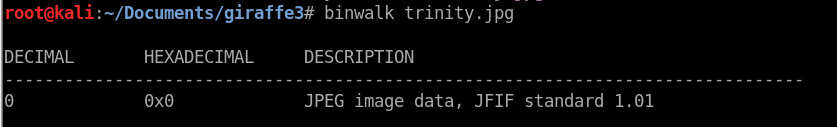 root@kali:~/Documents/giraffe3# binwalk trinity.jpg
DECIMAL       HEXADECIMAL     DESCRIPTION
--------------------------------------------------------------------------------
0             0x0             JPEG image data, JFIF standard 1.01